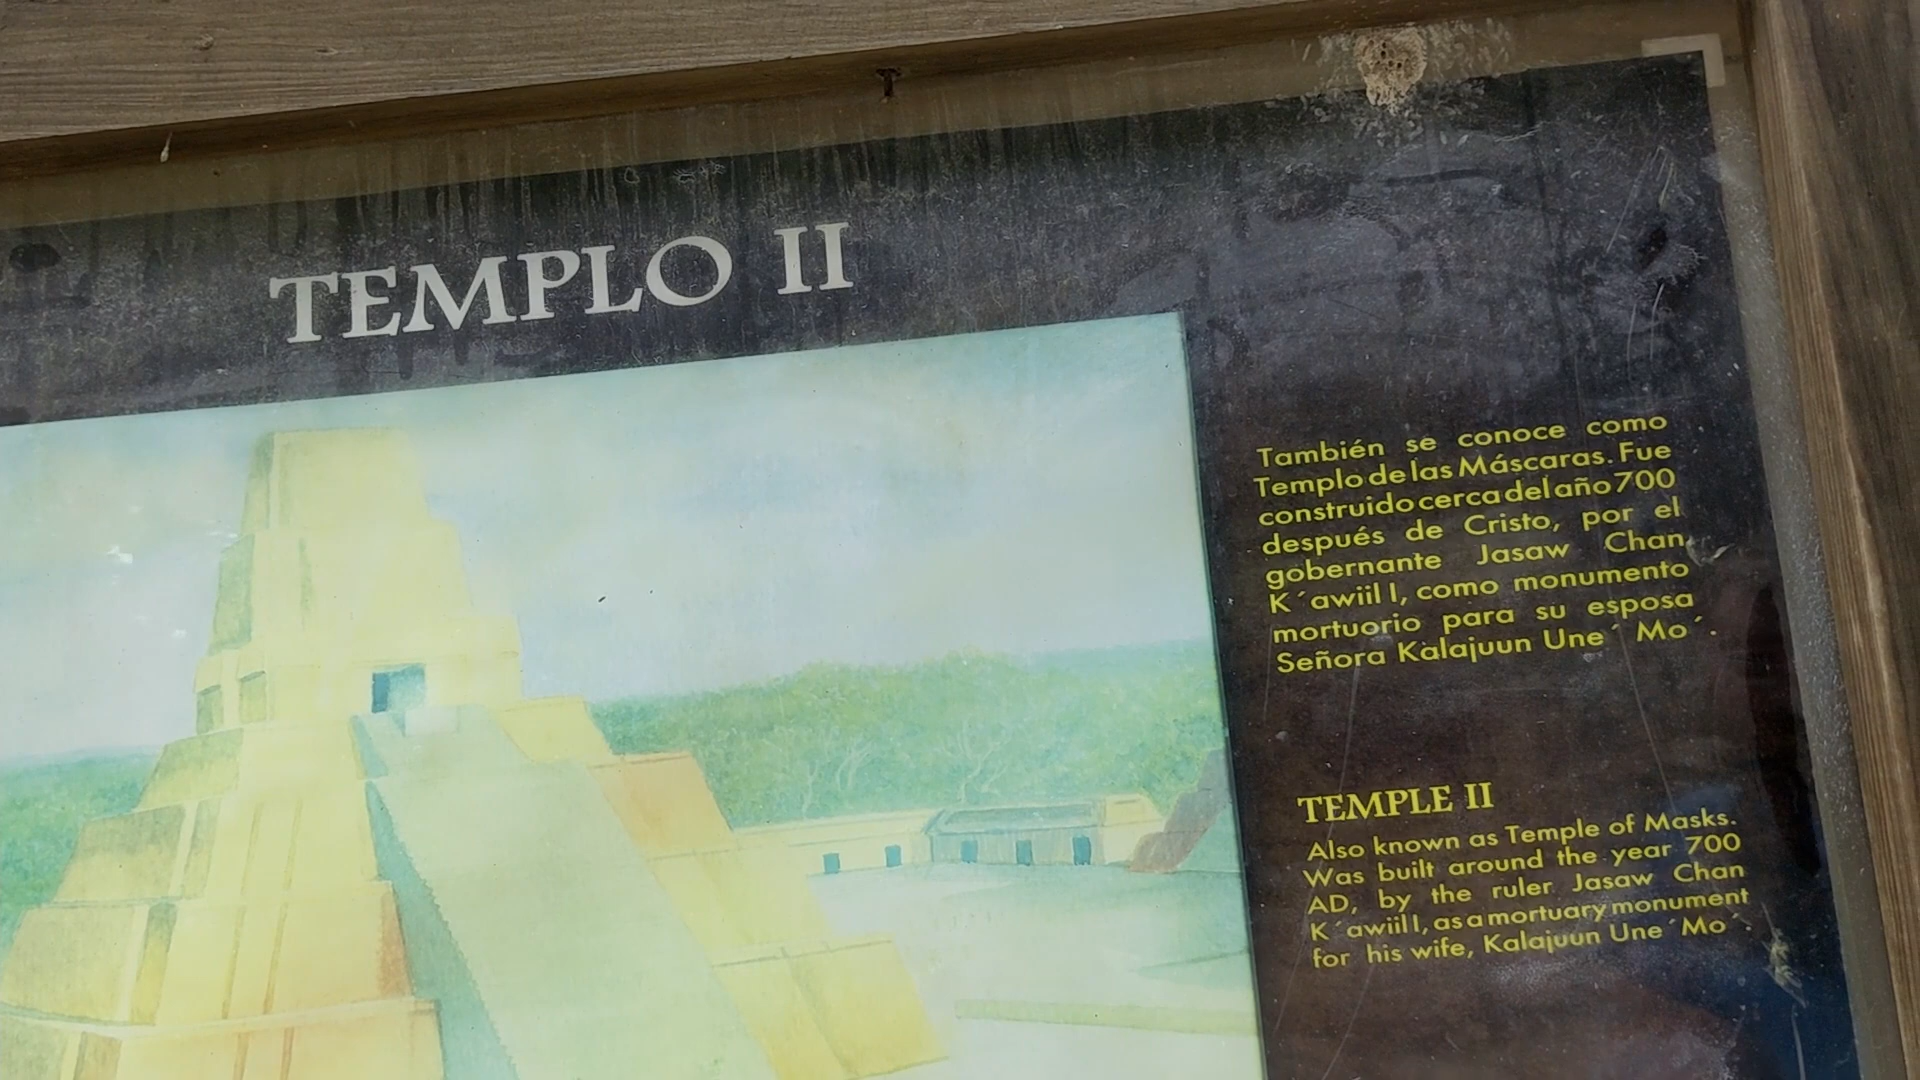 TEMPLO II
También se conoce como
Templo de las Máscaras. Fue
construido cerca del año 700
después de Cristo, por el
gobernante Jasaw Chan
K´awiil I, como monumento
mortuorio para su esposa
Señora Kalajuun Une´ Mo´.
TEMPLE II
Also known as Temple of Masks.
Was built around the year 700
AD, by the ruler Jasaw Chan
K´awiil I, as a mortuary monument
for his wife, Kalajuun Une´Mo´.